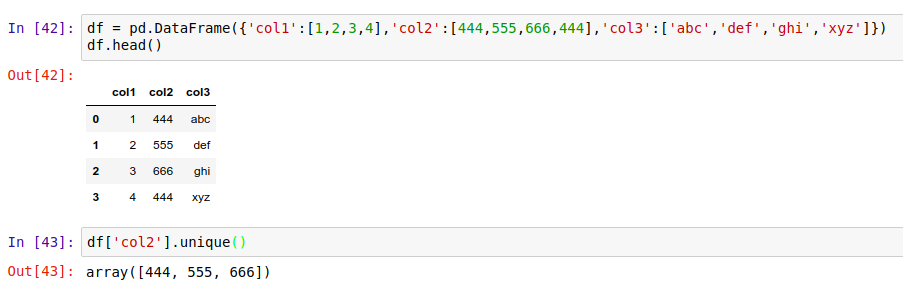 In [42]: df = pd.DataFrame({'col1':[1,2,3,4],'col2':[444,555,666,444],'col3':['abc','def','ghi','xyz']})
df.head()
Out[42]:
col1 col2 col3
0 1 444 abc
1 2 555 def
2 3 666 ghi
3 4 444 xyz
In [43]: df['col2'].unique()
Out[43]: array([444, 555, 666])